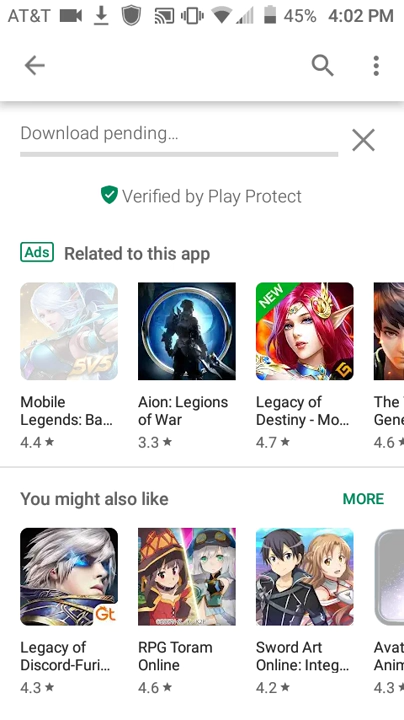 AT&T 45% 4:02 PM
Download pending...
Verified by Play Protect
Ads Related to this app
5V5
NEW
Mobile
Legends: Ba...
4.4
Aion: Legions
of War
3.3
Legacy of
Destiny - Mo...
4.7
The
Gene
4.6
You might also like MORE
Gt
Legacy of
Discord-Furi...
4.3
RPG Toram
Online
4.6
Sword Art
Online: Integ...
4.2
Avat
Anim
4.3